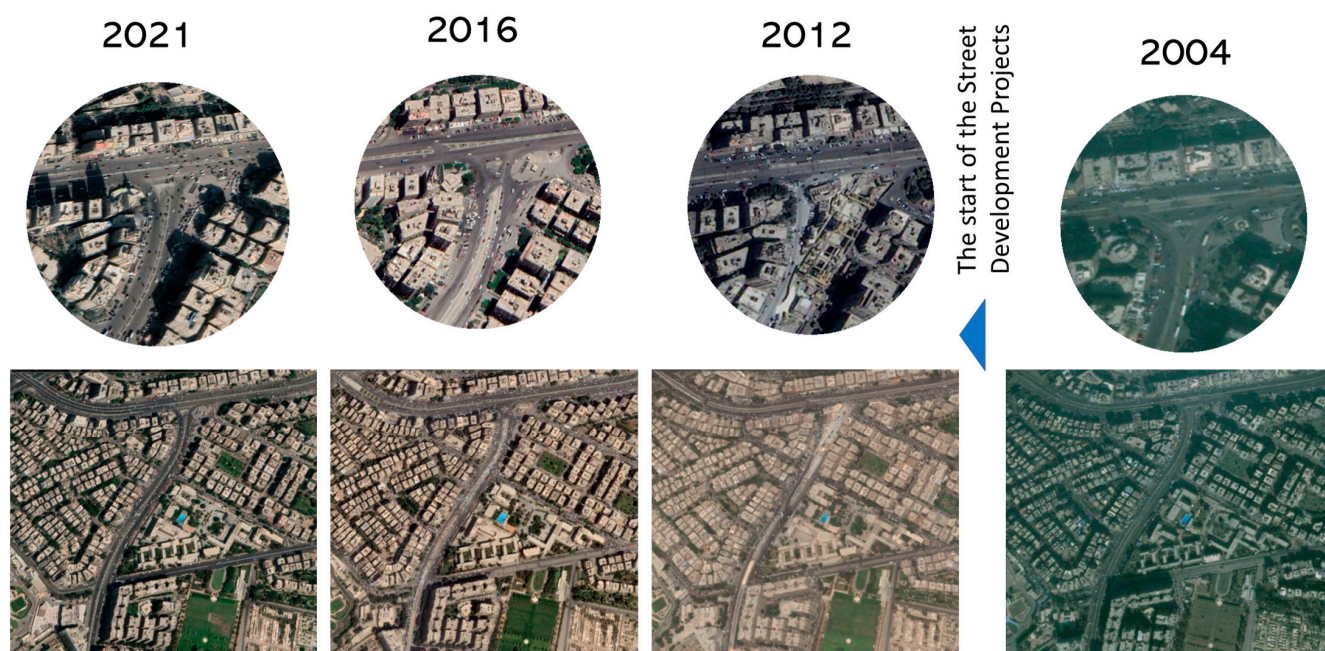 2021
2016
2012
The start of the Street
Development Projects
2004